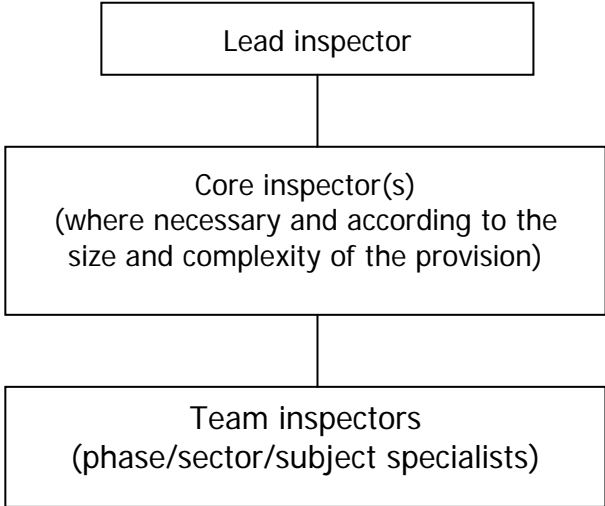 Lead inspector
Core inspector(s)
(where necessary and according to the
size and complexity of the provision)
Team inspectors
(phase/sector/subject specialists)